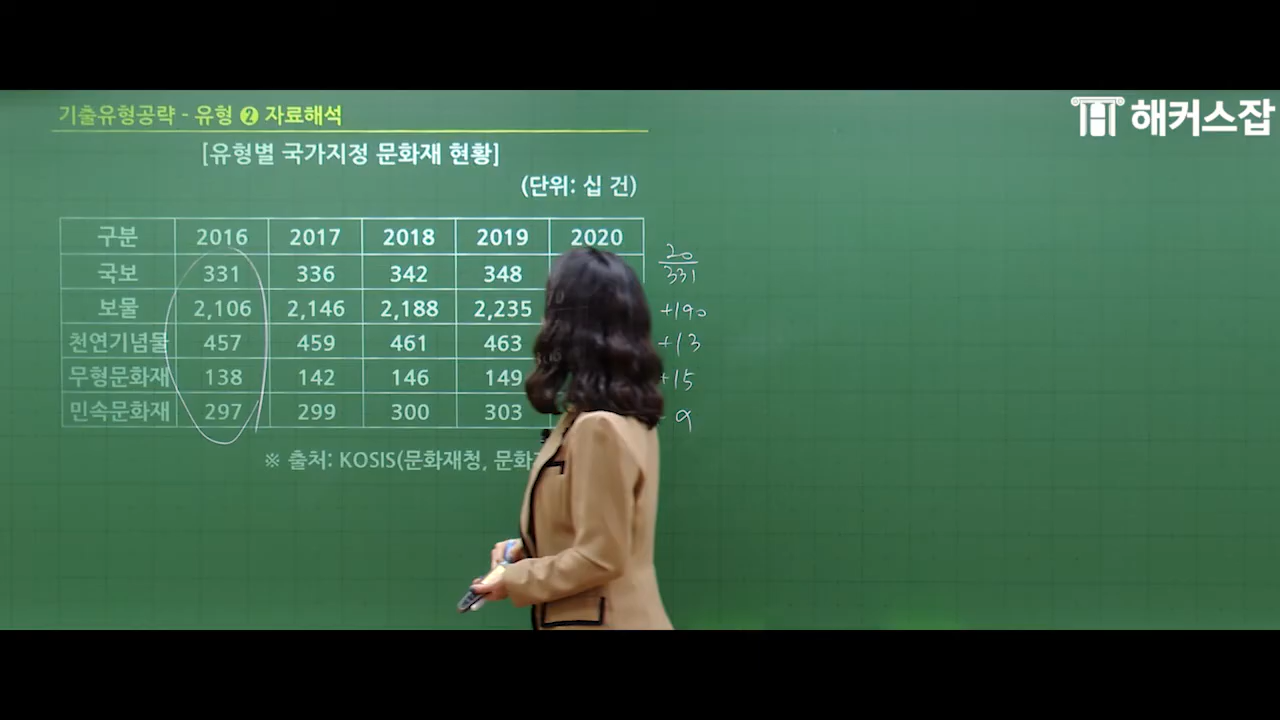 기출유형공략 - 유형 ❷ 자료해석
해커스잡
[유형별 국가지정 문화재 현황]
(단위: 십 건)
구분 2016 2017 2018 2019 2020
국보 331 336 342 348
보물 2,106 2,146 2,188 2,235
천연기념물 457 459 461 463
무형문화재 138 142 146 149
민속문화재 297 299 300 303
※ 출처: KOSIS(문화재청,
20
331
+190
+13
+15
9